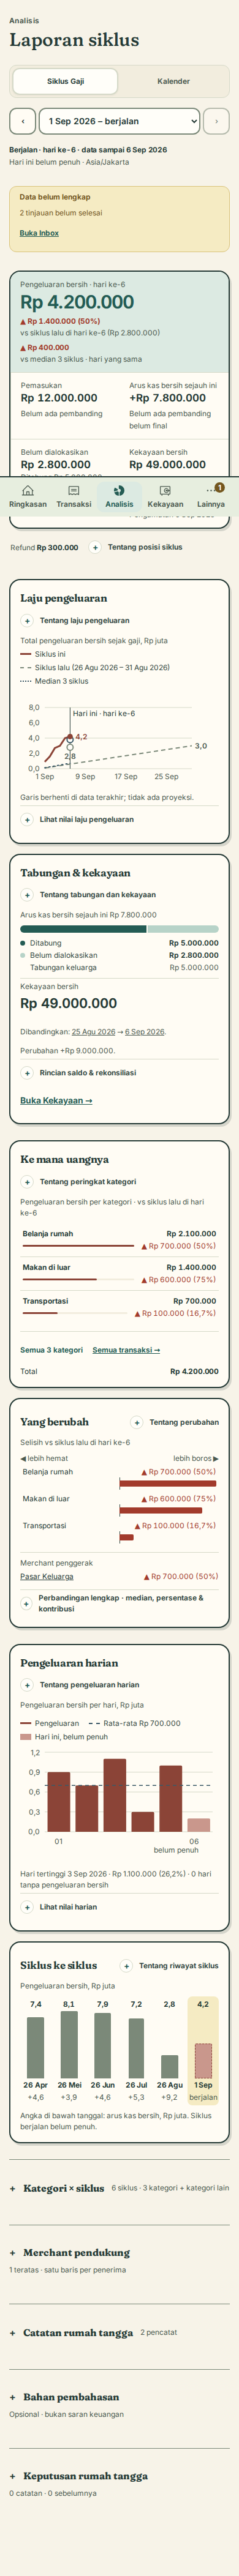 Analisis
Laporan siklus
Siklus Gaji
Kalender
‹
1 Sep 2026 – berjalan
›
Berjalan · hari ke-6 · data sampai 6 Sep 2026
Hari ini belum penuh · Asia/Jakarta
Data belum lengkap
2 tinjauan belum selesai
Buka Inbox
Pengeluaran bersih · hari ke-6
Rp 4.200.000
▲ Rp 1.400.000 (50%)
vs siklus lalu di hari ke-6 (Rp 2.800.000)
▲ Rp 400.000
vs median 3 siklus · hari yang sama
Pemasukan
Rp 12.000.000
Belum ada pembanding
Arus kas bersih sejauh ini
+Rp 7.800.000
Belum ada pembanding
belum final
Belum dialokasikan
Rp 2.800.000
Kekayaan bersih
Rp 49.000.000
Ringkasan
Transaksi
Analisis
Kekayaan
Lainnya
1
Refund Rp 300.000
+ Tentang posisi siklus
Laju pengeluaran
+ Tentang laju pengeluaran
Total pengeluaran bersih sejak gaji, Rp juta
Siklus ini
Siklus lalu (26 Agu 2026 – 31 Agu 2026)
Median 3 siklus
8,0
Hari ini · hari ke-6
6,0
4,0
4,2
3,0
2,0
2,8
0,0
1 Sep
9 Sep
17 Sep
25 Sep
Garis berhenti di data terakhir; tidak ada proyeksi.
+ Lihat nilai laju pengeluaran
Tabungan & kekayaan
+ Tentang tabungan dan kekayaan
Arus kas bersih sejauh ini Rp 7.800.000
Ditabung Rp 5.000.000
Belum dialokasikan Rp 2.800.000
Tabungan keluarga Rp 5.000.000
Kekayaan bersih
Rp 49.000.000
Dibandingkan: 25 Agu 2026 → 6 Sep 2026.
Perubahan +Rp 9.000.000.
+ Rincian saldo & rekonsiliasi
Buka Kekayaan →
Ke mana uangnya
+ Tentang peringkat kategori
Pengeluaran bersih per kategori · vs siklus lalu di hari
ke-6
Belanja rumah Rp 2.100.000
▲ Rp 700.000 (50%)
Makan di luar Rp 1.400.000
▲ Rp 600.000 (75%)
Transportasi Rp 700.000
▲ Rp 100.000 (16,7%)
Semua 3 kategori
Semua transaksi →
Total Rp 4.200.000
Yang berubah
+ Tentang perubahan
Selisih vs siklus lalu di hari ke-6
◀ lebih hemat
lebih boros ▶
Belanja rumah ▲ Rp 700.000 (50%)
Makan di luar ▲ Rp 600.000 (75%)
Transportasi ▲ Rp 100.000 (16,7%)
Merchant penggerak
Pasar Keluarga ▲ Rp 700.000 (50%)
+ Perbandingan lengkap · median, persentase &
kontribusi
Pengeluaran harian
+ Tentang pengeluaran harian
Pengeluaran bersih per hari, Rp juta
Pengeluaran
Rata-rata Rp 700.000
Hari ini, belum penuh
1,2
0,9
0,6
0,3
0,0
01
06
belum penuh
Hari tertinggi 3 Sep 2026 · Rp 1.100.000 (26,2%) · 0 hari
tanpa pengeluaran bersih
+ Lihat nilai harian
Siklus ke siklus
+ Tentang riwayat siklus
Pengeluaran bersih, Rp juta
7,4 8,1 7,9 7,2 2,8 4,2
26 Apr 26 Mei 26 Jun 26 Jul 26 Agu 1 Sep
+4,6 +3,9 +4,6 +5,3 +9,2 berjalan
Angka di bawah tanggal: arus kas bersih, Rp juta. Siklus
berjalan belum penuh.
+ Kategori × siklus 6 siklus · 3 kategori + kategori lain
+ Merchant pendukung
1 teratas · satu baris per penerima
+ Catatan rumah tangga 2 pencatat
+ Bahan pembahasan
Opsional · bukan saran keuangan
+ Keputusan rumah tangga
0 catatan · 0 sebelumnya